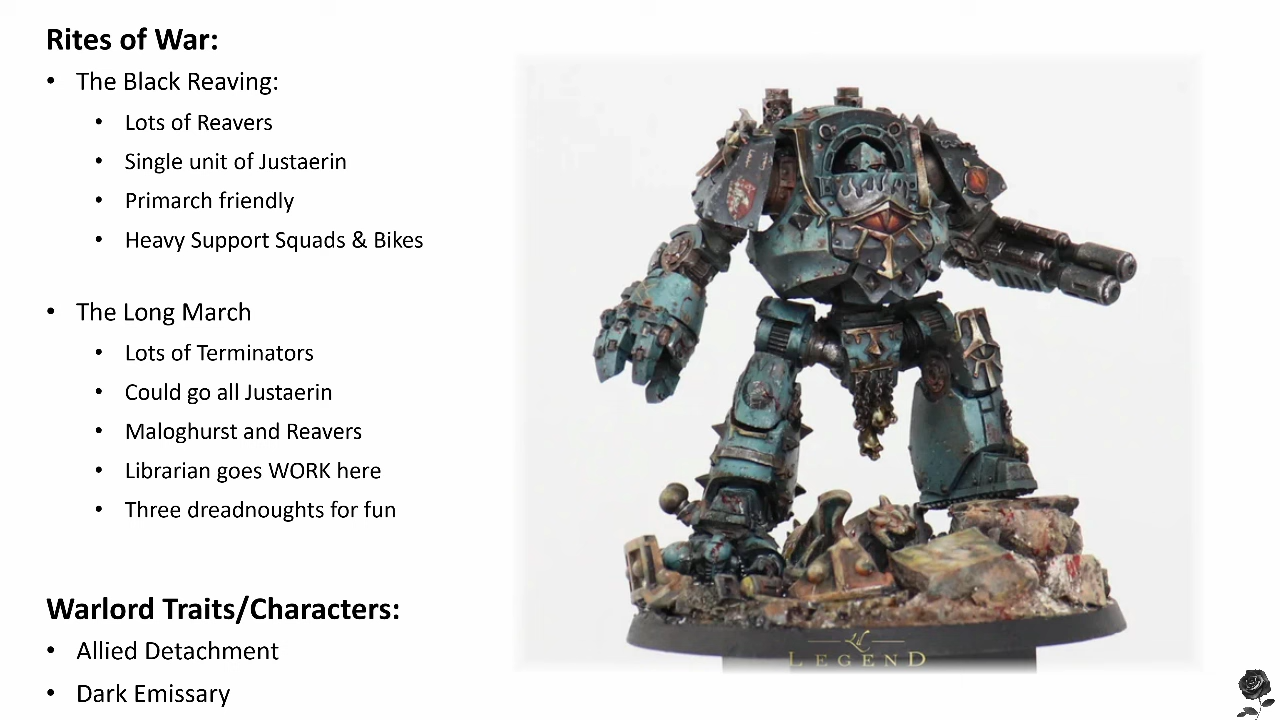 Rites of War:
• The Black Reaving:
• Lots of Reavers
• Single unit of Justaerin
• Primarch friendly
• Heavy Support Squads & Bikes
• The Long March
• Lots of Terminators
• Could go all Justaerin
• Maloghurst and Reavers
• Librarian goes WORK here
• Three dreadnoughts for fun
Warlord Traits/Characters:
• Allied Detachment
• Dark Emissary
LEGEND